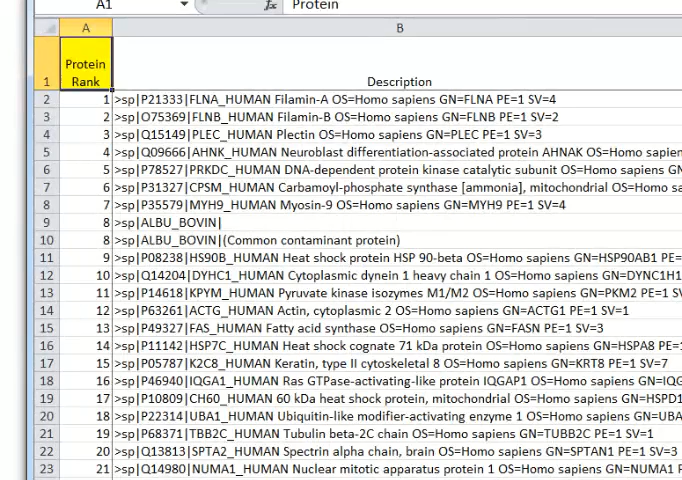 A1 fx Protein
A B
1 Protein Rank Description
2 1 >sp|P21333|FLNA_HUMAN Filamin-A OS=Homo sapiens GN=FLNA PE=1 SV=4
3 2 >sp|O75369|FLNB_HUMAN Filamin-B OS=Homo sapiens GN=FLNB PE=1 SV=2
4 3 >sp|Q15149|PLEC_HUMAN Plectin OS=Homo sapiens GN=PLEC PE=1 SV=3
5 4 >sp|Q09666|AHNK_HUMAN Neuroblast differentiation-associated protein AHNAK OS=Homo sapien
6 5 >sp|P78527|PRKDC_HUMAN DNA-dependent protein kinase catalytic subunit OS=Homo sapiens GN
7 6 >sp|P31327|CPSM_HUMAN Carbamoyl-phosphate synthase [ammonia], mitochondrial OS=Homo s
8 7 >sp|P35579|MYH9_HUMAN Myosin-9 OS=Homo sapiens GN=MYH9 PE=1 SV=4
9 8 >sp|ALBU_BOVIN|
10 8 >sp|ALBU_BOVIN|(Common contaminant protein)
11 9 >sp|P08238|HS90B_HUMAN Heat shock protein HSP 90-beta OS=Homo sapiens GN=HSP90AB1 PE=
12 10 >sp|Q14204|DYHC1_HUMAN Cytoplasmic dynein 1 heavy chain 1 OS=Homo sapiens GN=DYNC1H1
13 11 >sp|P14618|KPYM_HUMAN Pyruvate kinase isozymes M1/M2 OS=Homo sapiens GN=PKM2 PE=1 SV
14 12 >sp|P63261|ACTG_HUMAN Actin, cytoplasmic 2 OS=Homo sapiens GN=ACTG1 PE=1 SV=1
15 13 >sp|P49327|FAS_HUMAN Fatty acid synthase OS=Homo sapiens GN=FASN PE=1 SV=3
16 14 >sp|P11142|HSP7C_HUMAN Heat shock cognate 71 kDa protein OS=Homo sapiens GN=HSPA8 PE=1
17 15 >sp|P05787|K2C8_HUMAN Keratin, type II cytoskeletal 8 OS=Homo sapiens GN=KRT8 PE=1 SV=7
18 16 >sp|P46940|IQGA1_HUMAN Ras GTPase-activating-like protein IQGAP1 OS=Homo sapiens GN=IQG
19 17 >sp|P10809|CH60_HUMAN 60 kDa heat shock protein, mitochondrial OS=Homo sapiens GN=HSPD1
20 18 >sp|P22314|UBA1_HUMAN Ubiquitin-like modifier-activating enzyme 1 OS=Homo sapiens GN=UBA
21 19 >sp|P68371|TBB2C_HUMAN Tubulin beta-2C chain OS=Homo sapiens GN=TUBB2C PE=1 SV=1
22 20 >sp|Q13813|SPTA2_HUMAN Spectrin alpha chain, brain OS=Homo sapiens GN=SPTAN1 PE=1 SV=3
23 21 >sp|Q14980|NUMA1_HUMAN Nuclear mitotic apparatus protein 1 OS=Homo sapiens GN=NUMA1 P